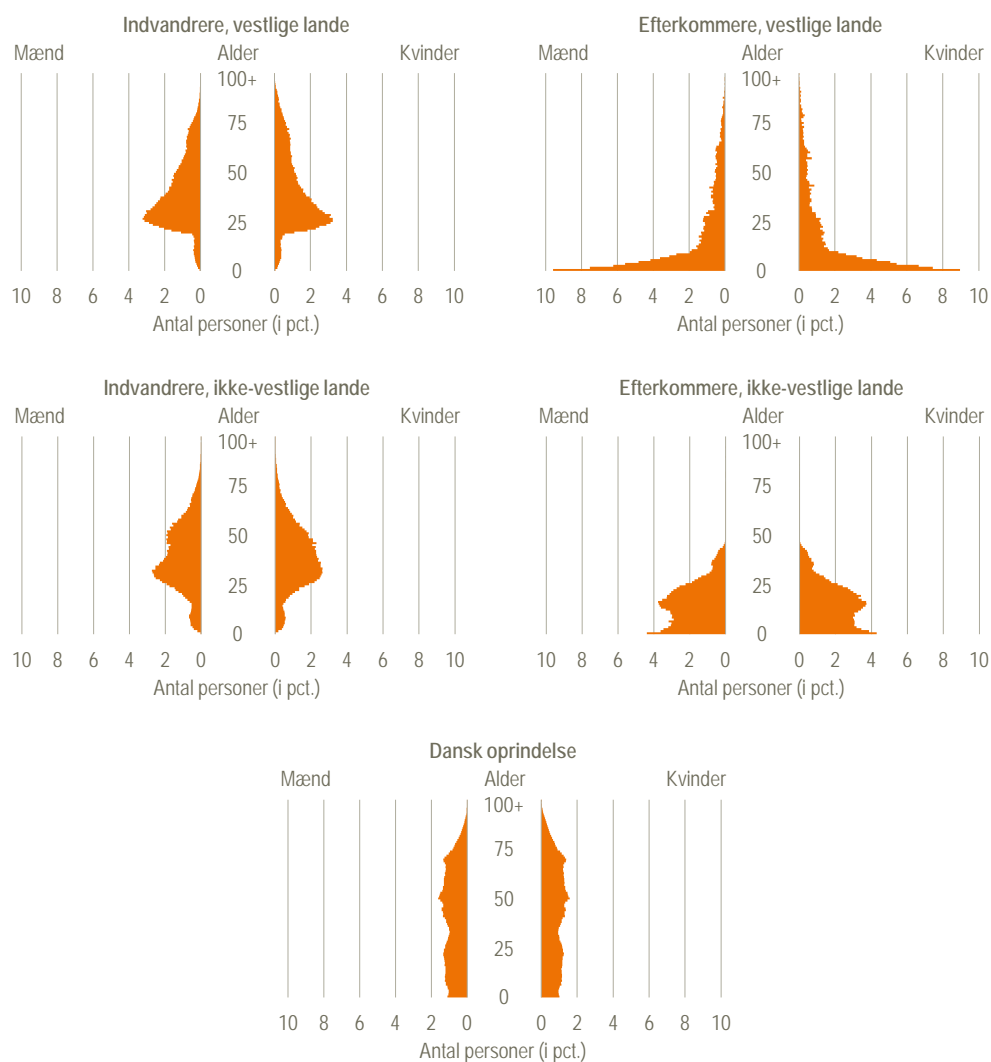 Indvandrere, vestlige lande
Mænd Alder Kvinder
100+
75
50
25
0
10 8 6 4 2 0 0 2 4 6 8 10
Antal personer (i pct.)
Efterkommere, vestlige lande
Mænd Alder Kvinder
100+
75
50
25
0
10 8 6 4 2 0 0 2 4 6 8 10
Antal personer (i pct.)
Indvandrere, ikke-vestlige lande
Mænd Alder Kvinder
100+
75
50
25
0
10 8 6 4 2 0 0 2 4 6 8 10
Antal personer (i pct.)
Efterkommere, ikke-vestlige lande
Mænd Alder Kvinder
100+
75
50
25
0
10 8 6 4 2 0 0 2 4 6 8 10
Antal personer (i pct.)
Dansk oprindelse
Mænd Alder Kvinder
100+
75
50
25
0
10 8 6 4 2 0 0 2 4 6 8 10
Antal personer (i pct.)